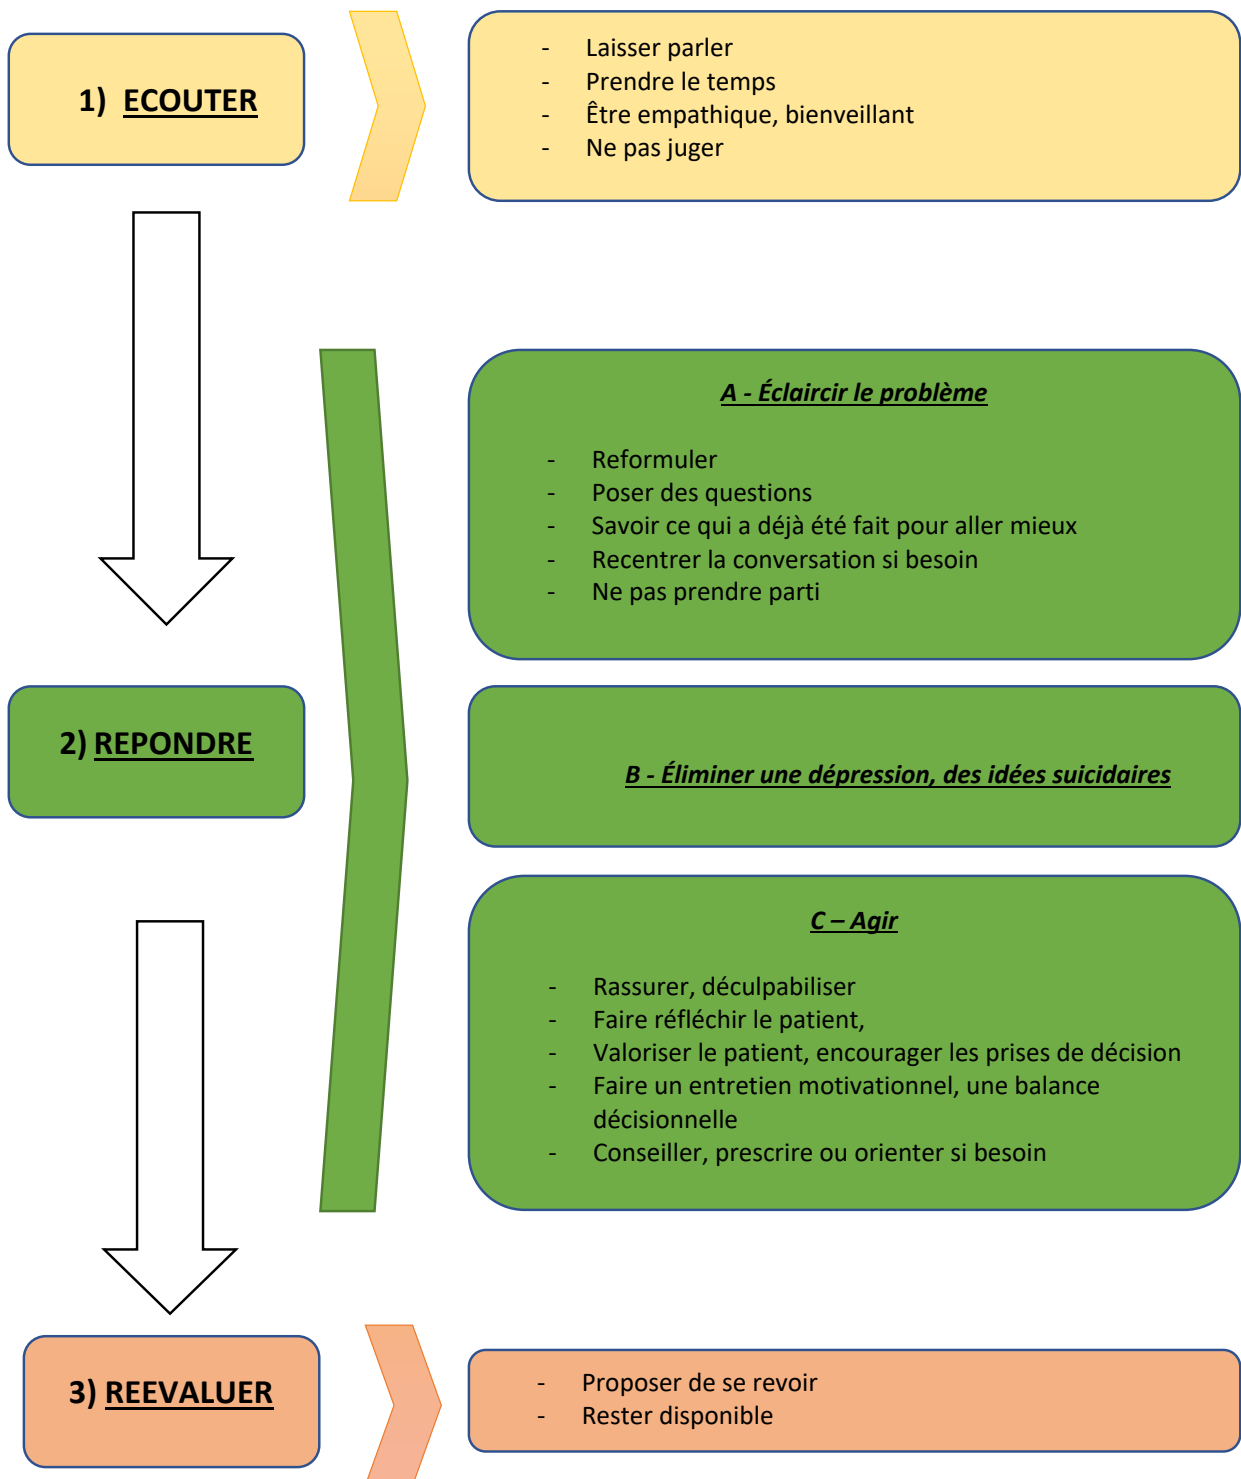 1) ECOUTER
- Laisser parler
- Prendre le temps
- Être empathique, bienveillant
- Ne pas juger
2) REPONDRE
A - Éclaircir le problème
- Reformuler
- Poser des questions
- Savoir ce qui a déjà été fait pour aller mieux
- Recentrer la conversation si besoin
- Ne pas prendre parti
B - Éliminer une dépression, des idées suicidaires
C – Agir
- Rassurer, déculpabiliser
- Faire réfléchir le patient,
- Valoriser le patient, encourager les prises de décision
- Faire un entretien motivationnel, une balance
décisionnelle
- Conseiller, prescrire ou orienter si besoin
3) REEVALUER
- Proposer de se revoir
- Rester disponible